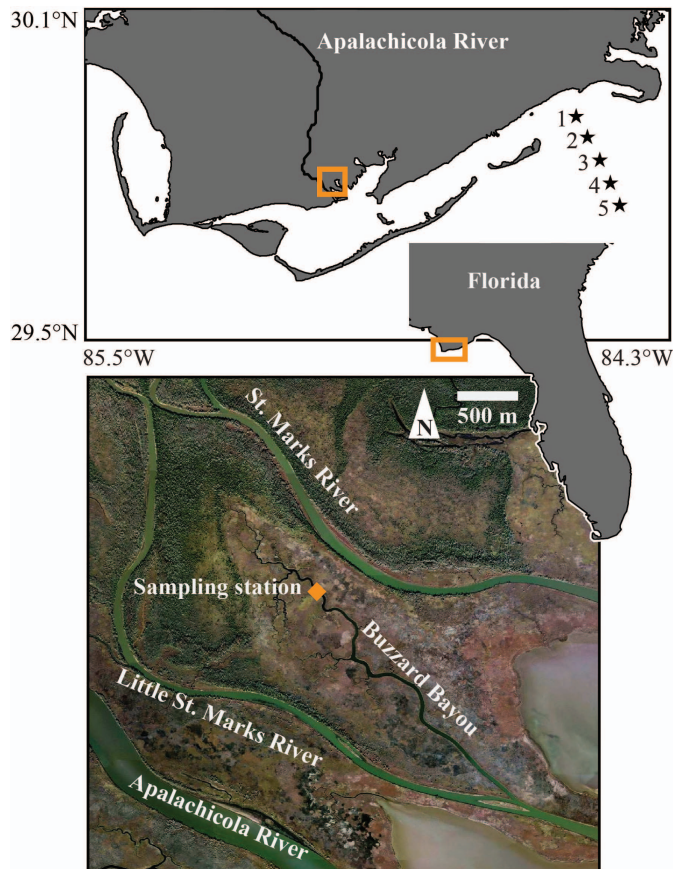 30.1°N
Apalachicola River
1
2
3
4
5
Florida
29.5°N
85.5°W
84.3°W
N
500 m
St. Marks River
Sampling station
Buzzard Bayou
Little St. Marks River
Apalachicola River